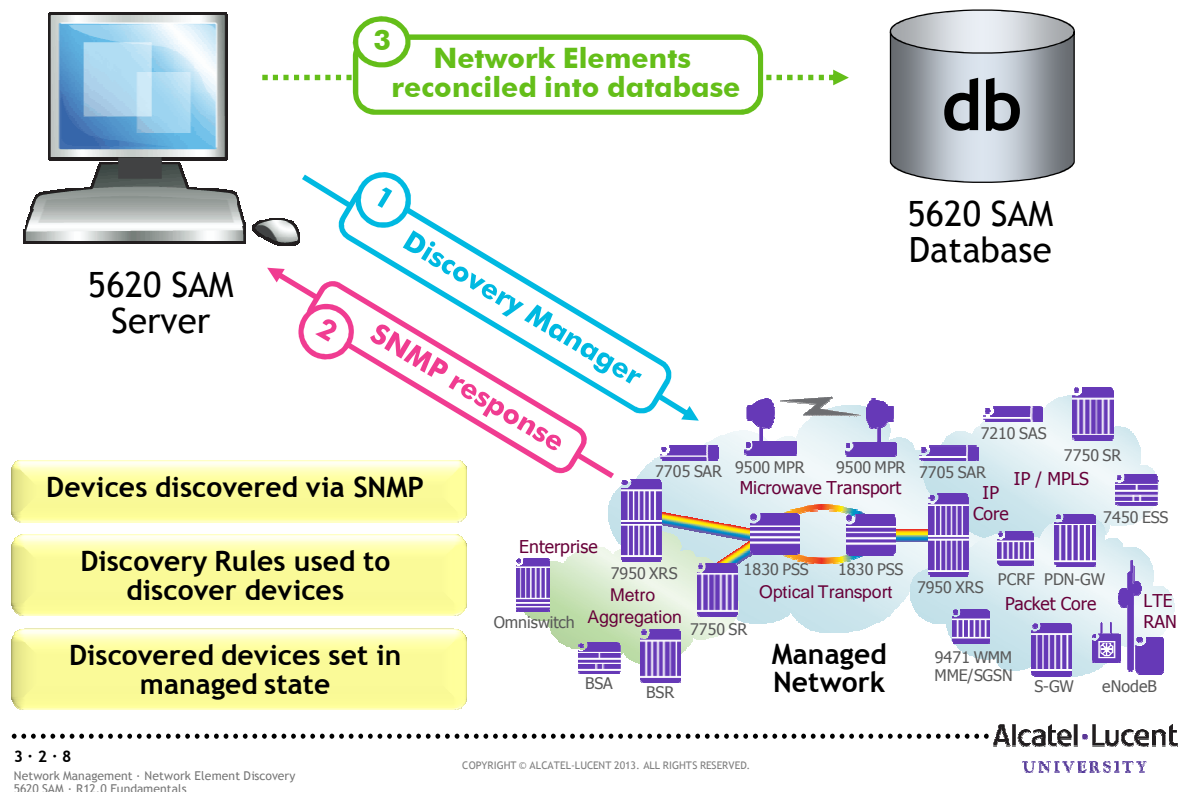 3
Network Elements
reconciled into database
db
5620 SAM
Server
5620 SAM
Database
1
Discovery Manager
2
SNMP response
Devices discovered via SNMP
Discovery Rules used to
discover devices
Discovered devices set in
managed state
7705 SAR
9500 MPR
9500 MPR
Microwave Transport
7705 SAR
7210 SAS
7750 SR
IP / MPLS
IP
Core
7450 ESS
Enterprise
Omniswitch
7950 XRS
Metro
Aggregation
BSA
BSR
7750 SR
1830 PSS
1830 PSS
Optical Transport
7950 XRS
PCRF
PDN-GW
Packet Core
LTE
RAN
9471 WMM
MME/SGSN
S-GW
eNodeB
Managed
Network
3 · 2 · 8
Network Management · Network Element Discovery
5620 SAM · R12.0 Fundamentals
COPYRIGHT © ALCATEL-LUCENT 2013. ALL RIGHTS RESERVED.
Alcatel·Lucent
UNIVERSITY